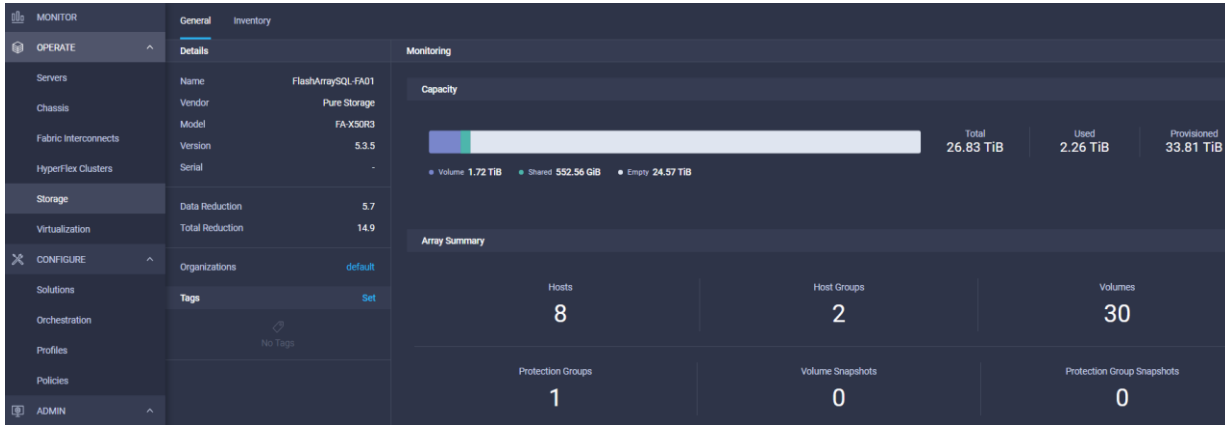 MONITOR
OPERATE
Servers
Chassis
Fabric Interconnects
HyperFlex Clusters
Storage
Virtualization
CONFIGURE
Solutions
Orchestration
Profiles
Policies
ADMIN
General Inventory
Details
Name FlashArraySQL-FA01
Vendor Pure Storage
Model FA-X50R3
Version 5.3.5
Serial -
Data Reduction 5.7
Total Reduction 14.9
Organizations default
Tags Set
No Tags
Monitoring
Capacity
Total Used Provisioned
26.83 TiB 2.26 TiB 33.81 TiB
Volume 1.72 TiB Shared 552.56 GiB Empty 24.57 TiB
Array Summary
Hosts Host Groups Volumes
8 2 30
Protection Groups Volume Snapshots Protection Group Snapshots
1 0 0